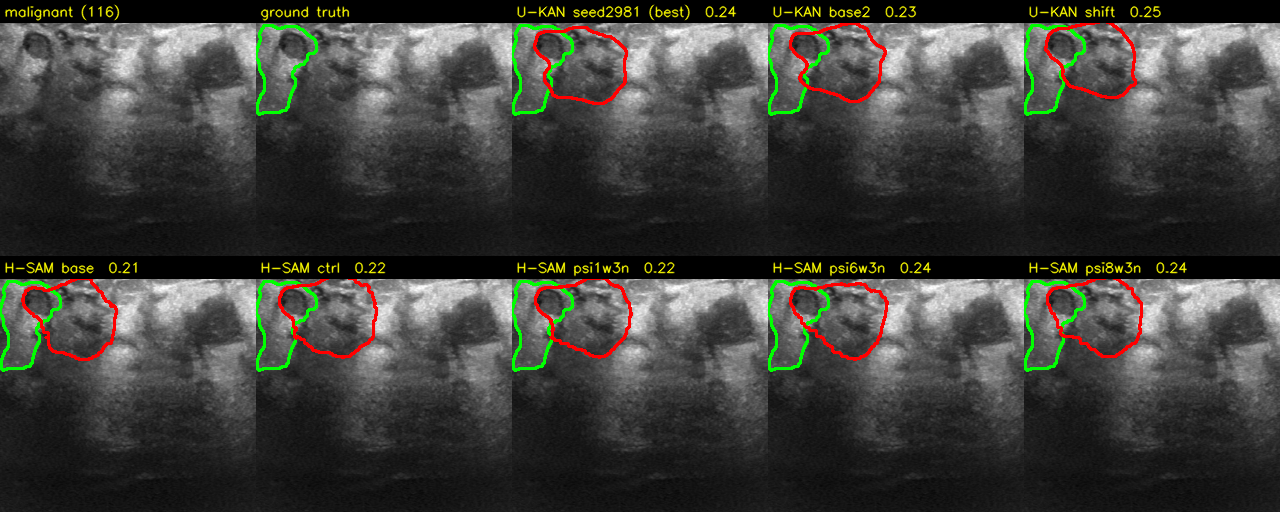 malignant (116)
ground truth
U-KAN seed2981 (best) 0.24
U-KAN base2 0.23
U-KAN shift 0.25
H-SAM base 0.21
H-SAM ctrl 0.22
H-SAM psi1w3n 0.22
H-SAM psi6w3n 0.24
H-SAM psi8w3n 0.24